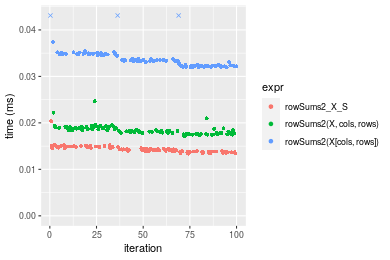 0.04
0.03
0.02
0.01
0.00
time (ms)
0
25
50
75
100
iteration
expr
rowSums2_X_S
rowSums2(X, cols, rows)
rowSums2(X[cols, rows])